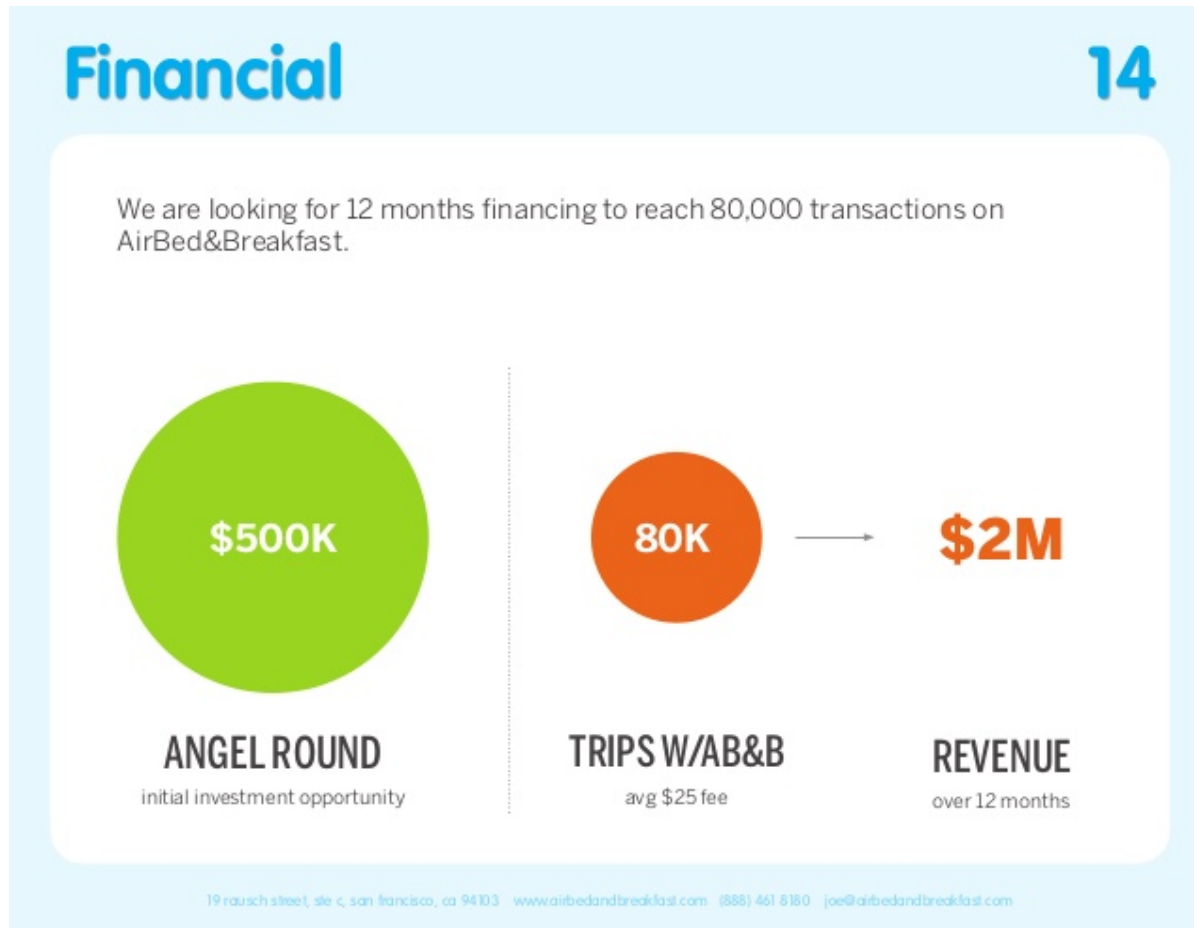 Financial
14
We are looking for 12 months financing to reach 80,000 transactions on
AirBed&Breakfast.
$500K
80K
$2M
ANGEL ROUND
initial investment opportunity
TRIPS W/AB&B
avg $25 fee
REVENUE
over 12 months
19 rausch street, ste c, san francisco, ca 94103 www.airbedandbreakfast.com (888) 461 8180 joe@airbedandbreakfast.com